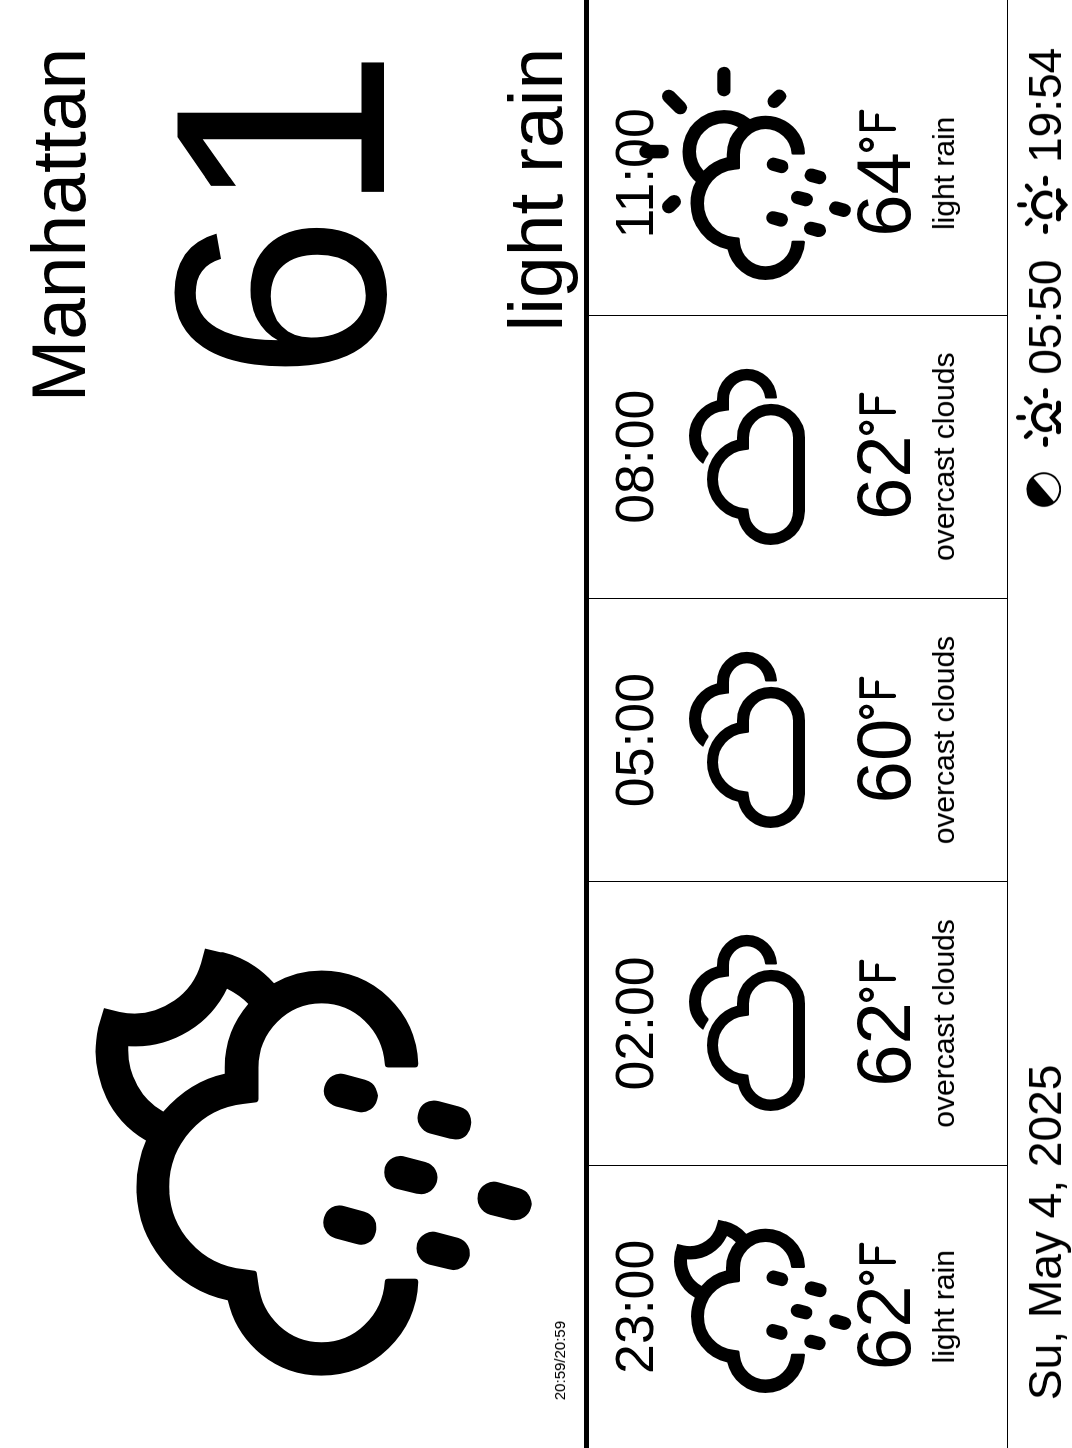 Manhattan
61
light rain
20:59/20:59
23:00
62°F
light rain
02:00
62°F
overcast clouds
05:00
60°F
overcast clouds
08:00
62°F
overcast clouds
11:00
64°F
light rain
Su, May 4, 2025
05:50
19:54